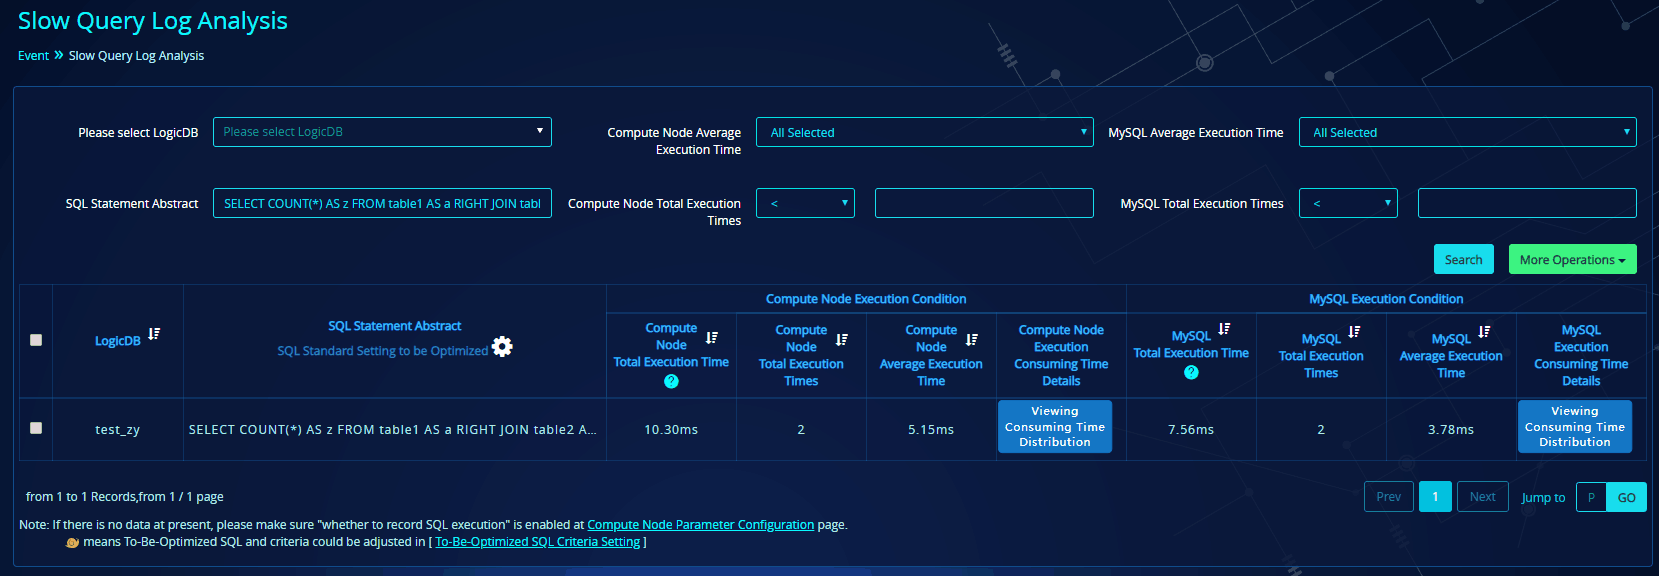 Slow Query Log Analysis
Event » Slow Query Log Analysis
Please select LogicDB
Please select LogicDB
Compute Node Average
Execution Time
All Selected
MySQL Average Execution Time
All Selected
SQL Statement Abstract
SELECT COUNT(*) AS z FROM table1 AS a RIGHT JOIN tabl
Compute Node Total Execution
Times
<
MySQL Total Execution Times
<
Search
More Operations
LogicDB
SQL Statement Abstract
SQL Standard Setting to be Optimized
Compute Node Execution Condition
MySQL Execution Condition
Compute
Node
Total Execution Time
?
Compute
Node
Total Execution
Times
Compute
Node
Average Execution
Time
Compute Node
Execution
Consuming Time
Details
MySQL
Total Execution Time
?
MySQL
Total Execution
Times
MySQL
Average Execution
Time
MySQL
Execution
Consuming Time
Details
test_zy
SELECT COUNT(*) AS z FROM table1 AS a RIGHT JOIN table2 A...
10.30ms
2
5.15ms
Viewing
Consuming Time
Distribution
7.56ms
2
3.78ms
Viewing
Consuming Time
Distribution
from 1 to 1 Records,from 1 / 1 page
Prev
1
Next
Jump to
P
GO
Note: If there is no data at present, please make sure "whether to record SQL execution" is enabled at Compute Node Parameter Configuration page.
means To-Be-Optimized SQL and criteria could be adjusted in [ To-Be-Optimized SQL Criteria Setting ]